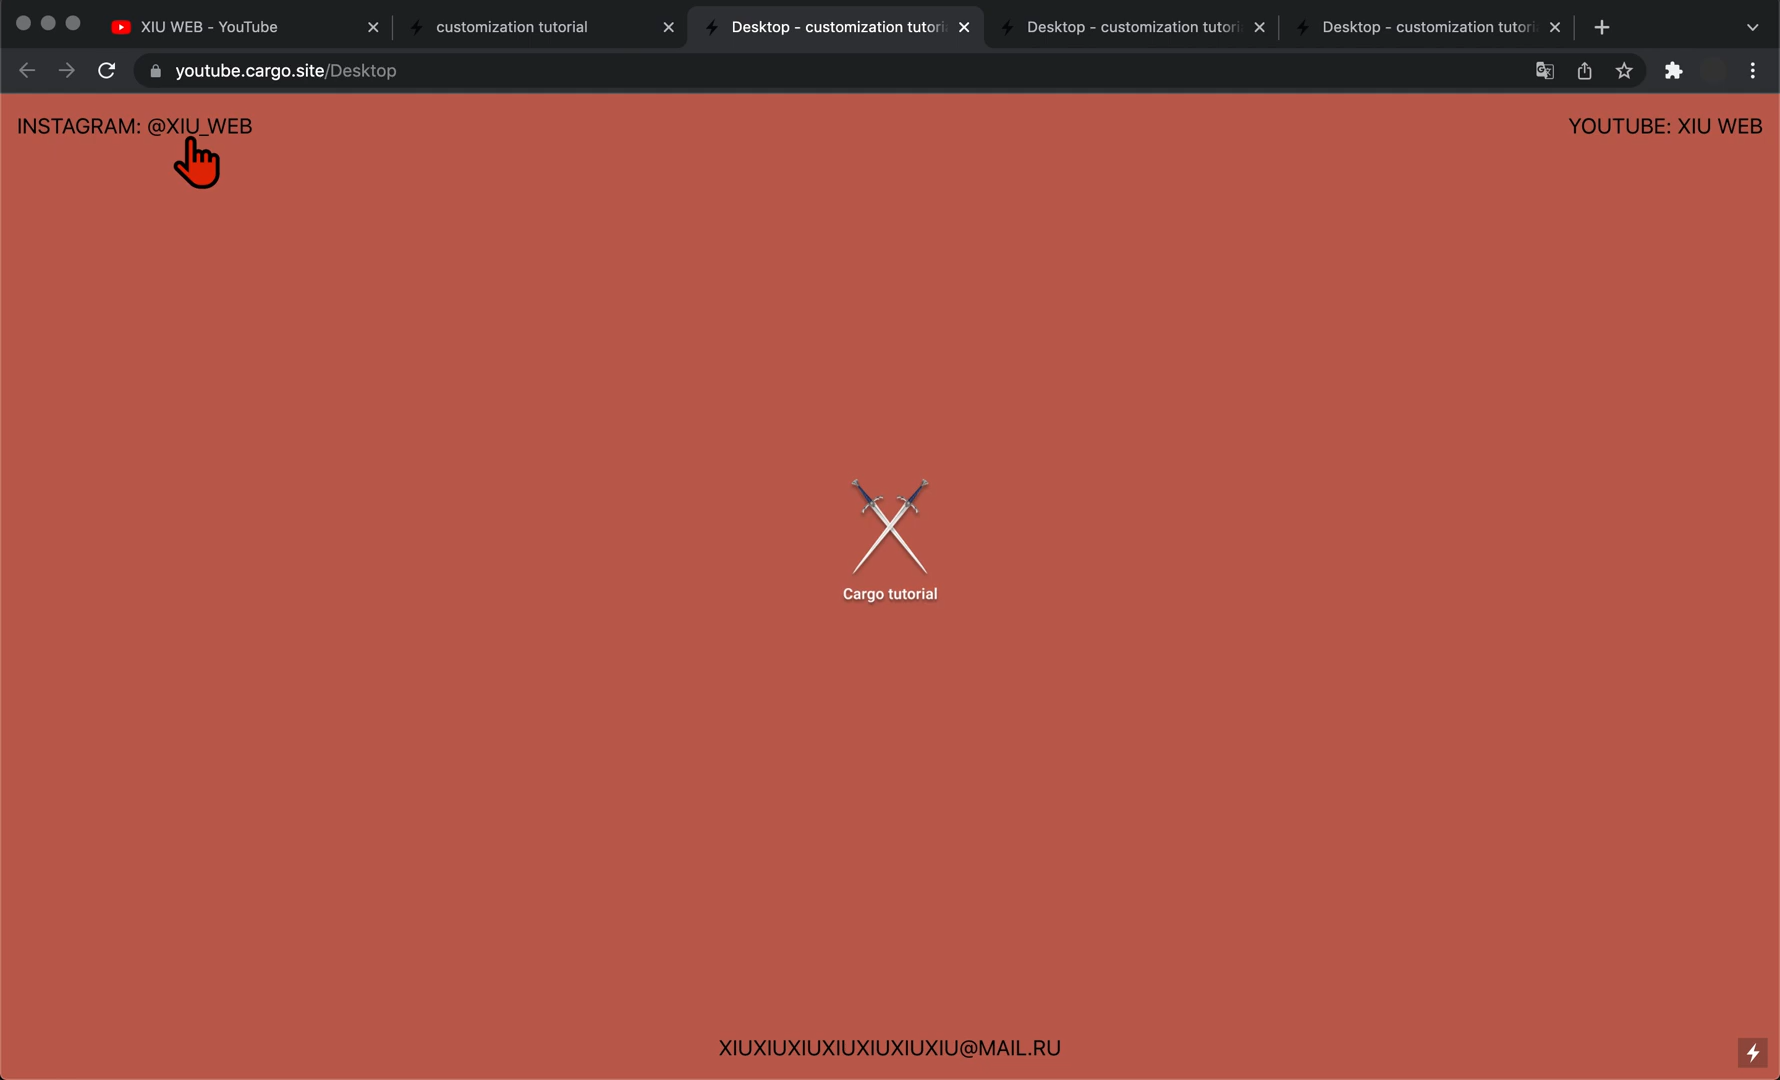 XIU WEB - YouTube
customization tutorial
Desktop - customization tutori
Desktop - customization tutori
Desktop - customization tutori
youtube.cargo.site/Desktop
INSTAGRAM: @XIU_WEB
YOUTUBE: XIU WEB
Cargo tutorial
XIUXIUXIUXIUXIUXIUXIU@MAIL.RU